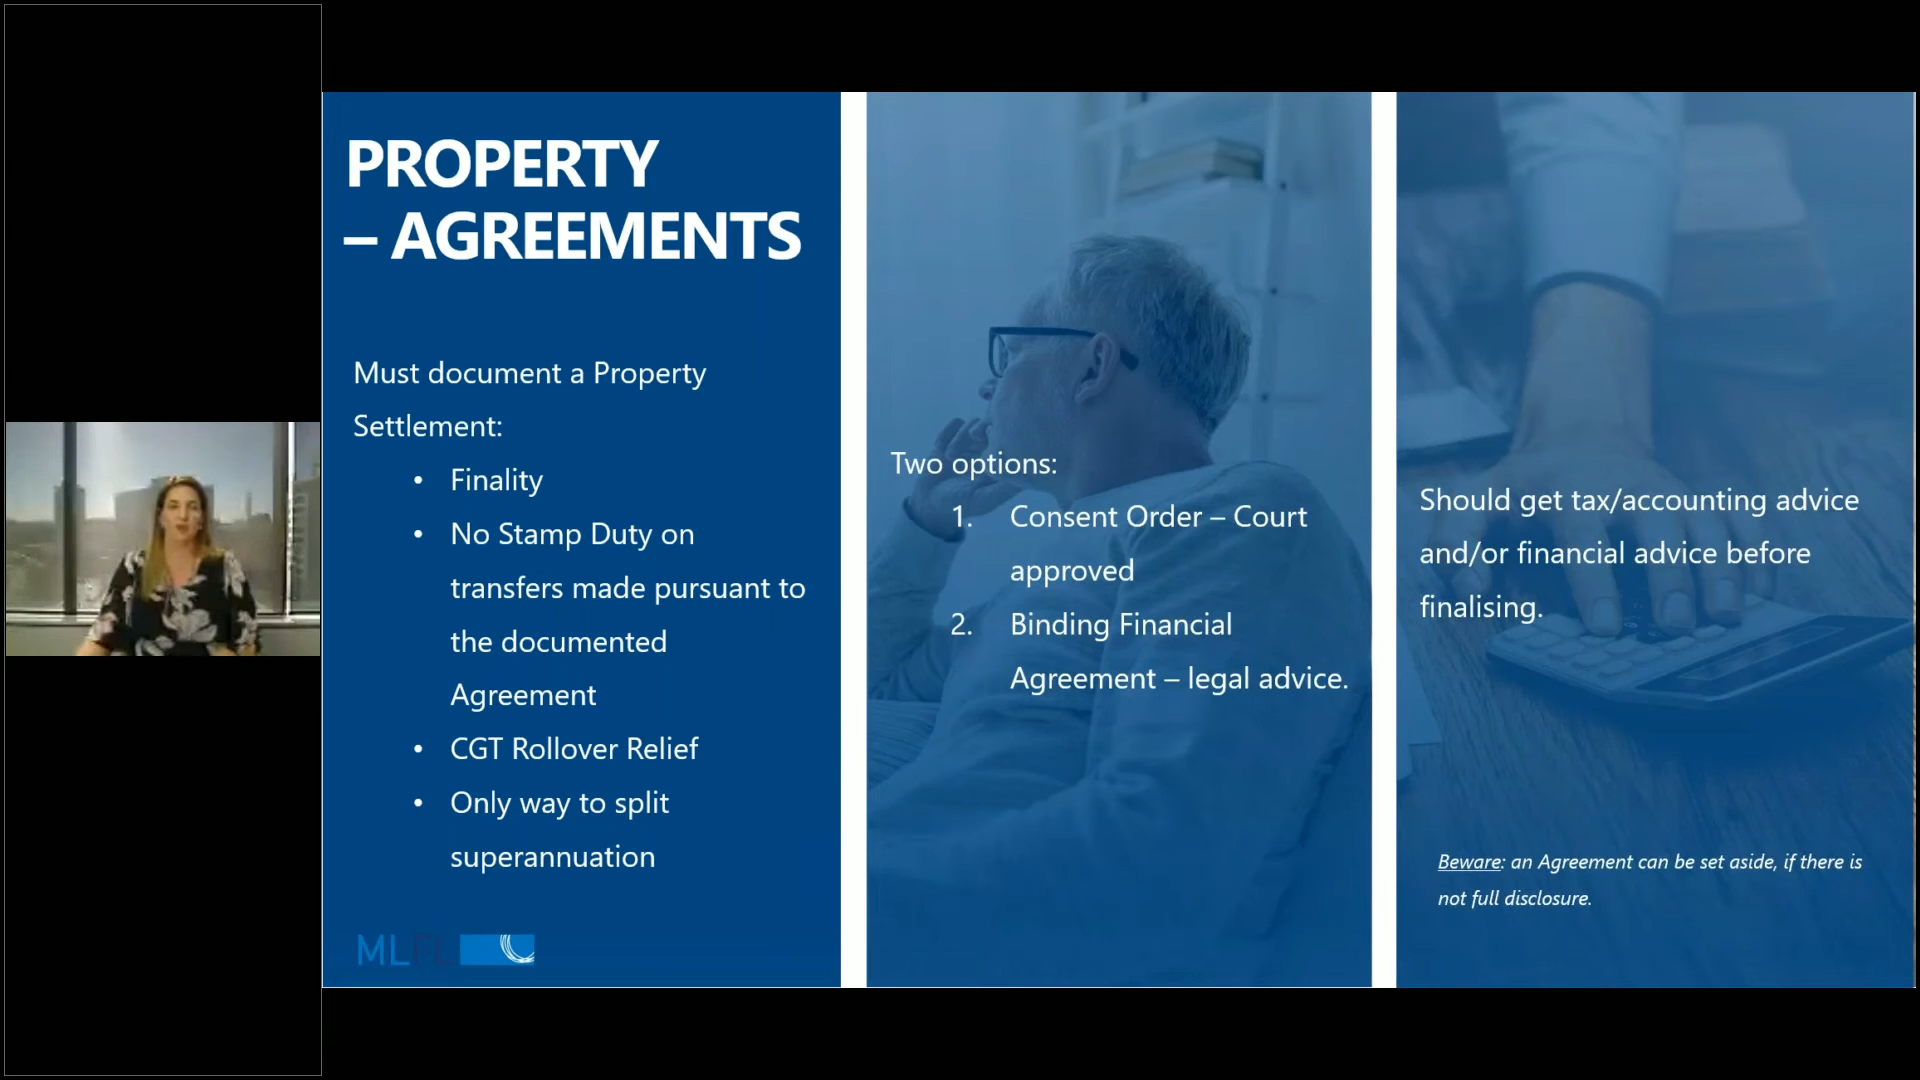 PROPERTY
– AGREEMENTS
Must document a Property
Settlement:
• Finality
• No Stamp Duty on
transfers made pursuant to
the documented
Agreement
• CGT Rollover Relief
• Only way to split
superannuation
MLFL
Two options:
1. Consent Order – Court
approved
2. Binding Financial
Agreement – legal advice.
Should get tax/accounting advice
and/or financial advice before
finalising.
Beware: an Agreement can be set aside, if there is
not full disclosure.